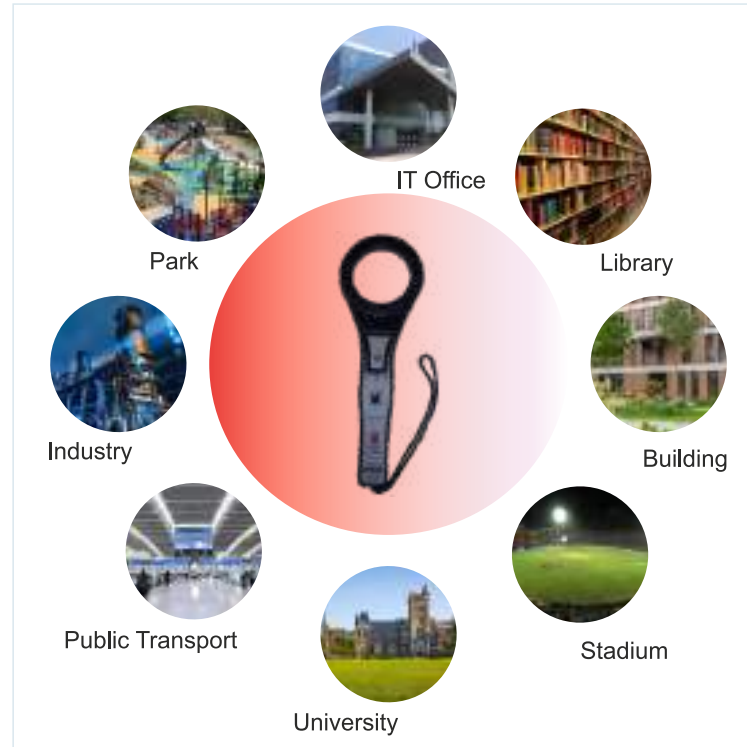 IT Office
Library
Park
Building
Industry
Stadium
Public Transport
University